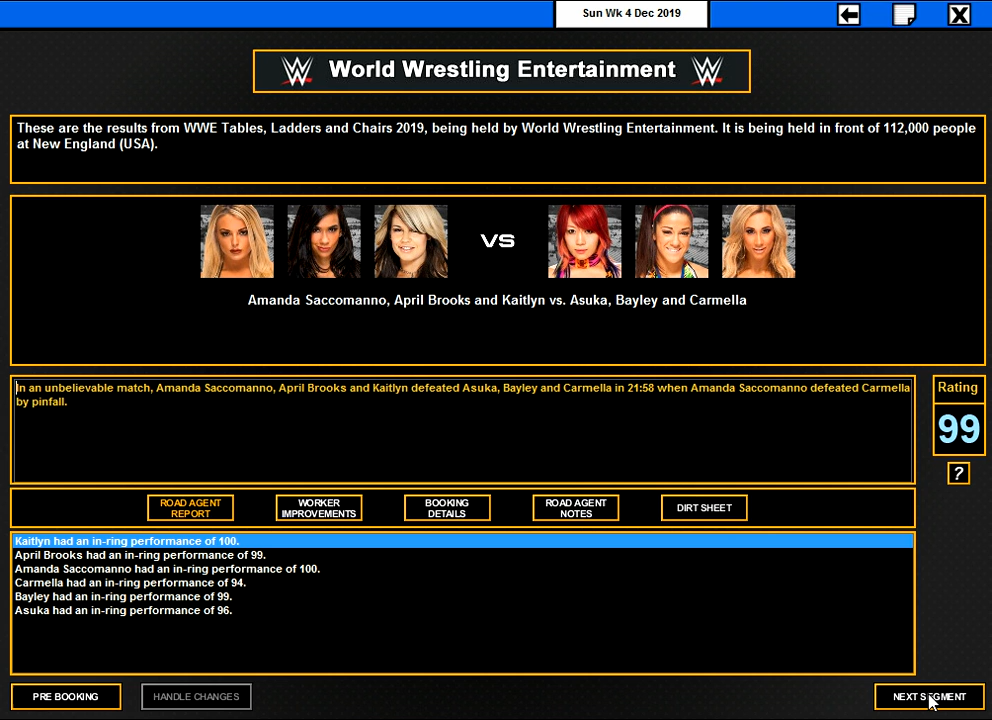 Sun Wk 4 Dec 2019
X
World Wrestling Entertainment
These are the results from WWE Tables, Ladders and Chairs 2019, being held by World Wrestling Entertainment. It is being held in front of 112,000 people
at New England (USA).
VS
Amanda Saccomanno, April Brooks and Kaitlyn vs. Asuka, Bayley and Carmella
In an unbelievable match, Amanda Saccomanno, April Brooks and Kaitlyn defeated Asuka, Bayley and Carmella in 21:58 when Amanda Saccomanno defeated Carmella
by pinfall.
Rating
99
?
ROAD AGENT
REPORT
WORKER
IMPROVEMENTS
BOOKING
DETAILS
ROAD AGENT
NOTES
DIRT SHEET
Kaitlyn had an in-ring performance of 100.
April Brooks had an in-ring performance of 99.
Amanda Saccomanno had an in-ring performance of 100.
Carmella had an in-ring performance of 94.
Bayley had an in-ring performance of 99.
Asuka had an in-ring performance of 96.
PRE BOOKING
HANDLE CHANGES
NEXT SEGMENT